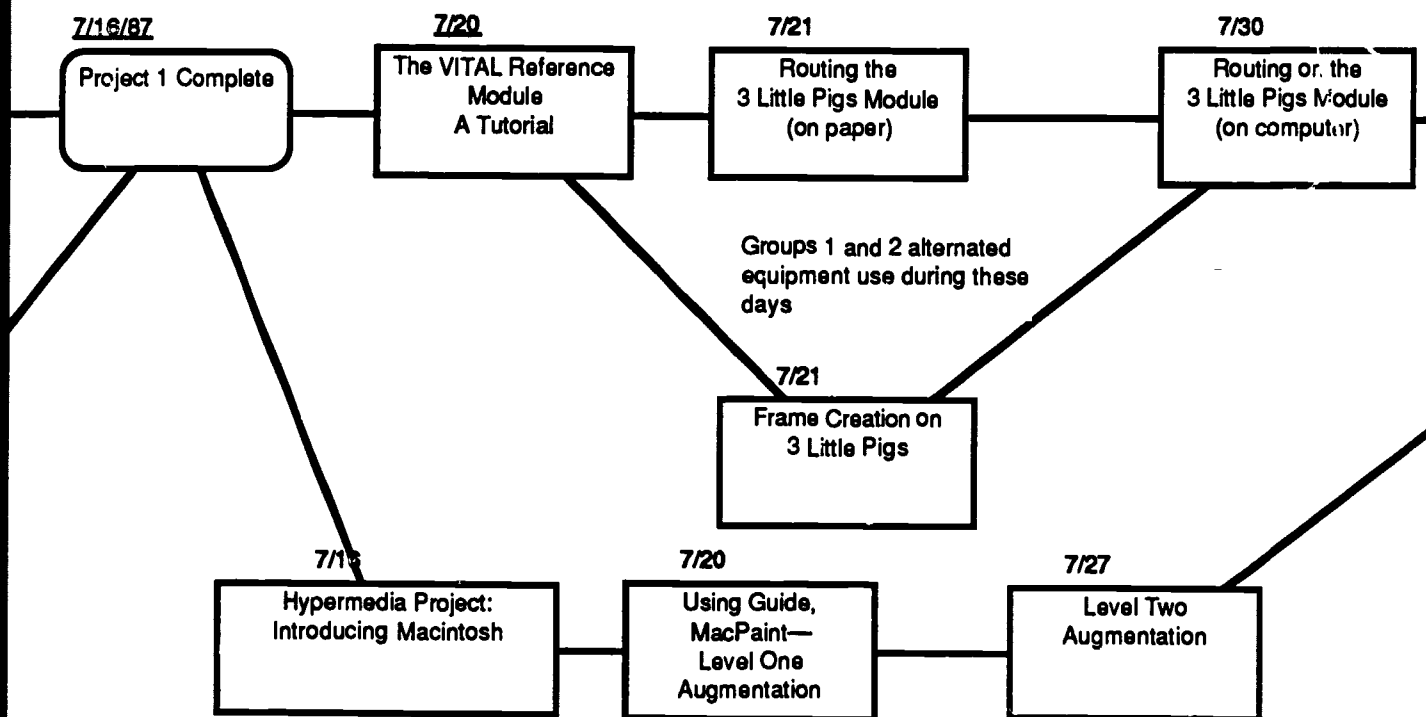 7/16/87
Project 1 Complete
7/20
The VITAL Reference
Module
A Tutorial
7/21
Routing the
3 Little Pigs Module
(on paper)
7/30
Routing or. the
3 Little Pigs Module
(on computer)
Groups 1 and 2 alternated
equipment use during these
days
7/21
Frame Creation on
3 Little Pigs
7/16
Hypermedia Project:
Introducing Macintosh
7/20
Using Guide,
MacPaint—
Level One
Augmentation
7/27
Level Two
Augmentation